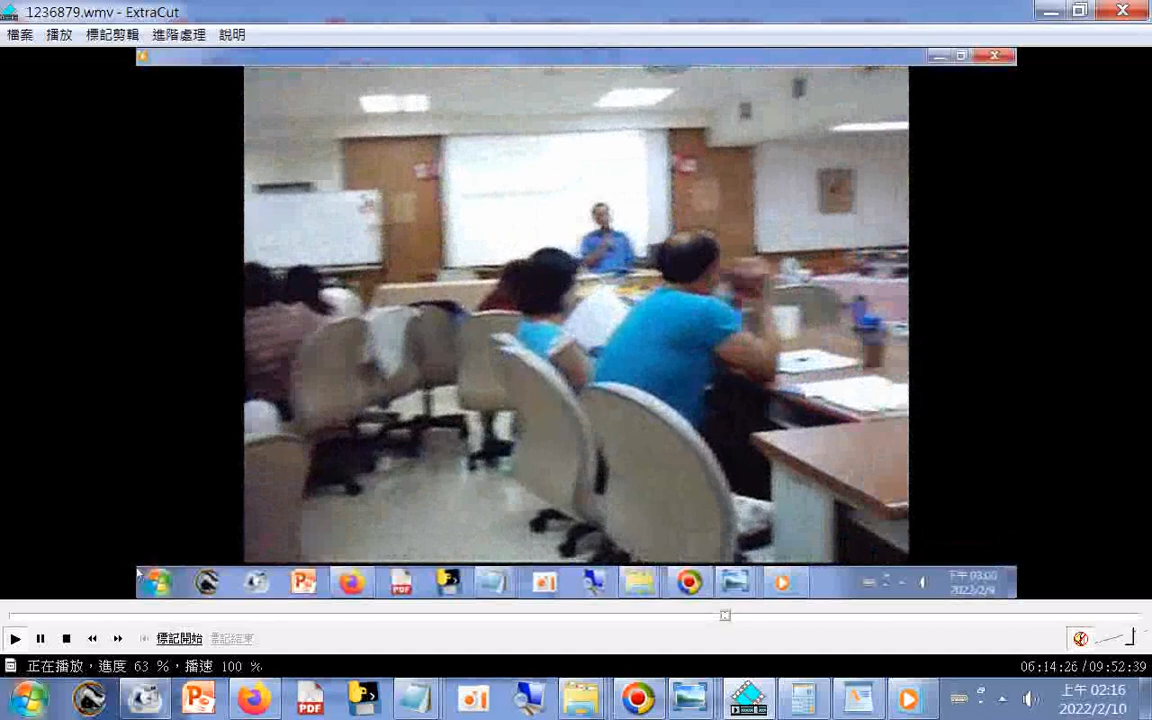 1236879.wmv - ExtraCut
檔案 播放 標記剪輯 進階處理 說明
PDF
下午 03:00
2022/2/9
標記開始 標記結束
正在播放，進度 63 %，播速 100 %.
06:14:26 / 09:52:39
PDF
上午 02:16
2022/2/10